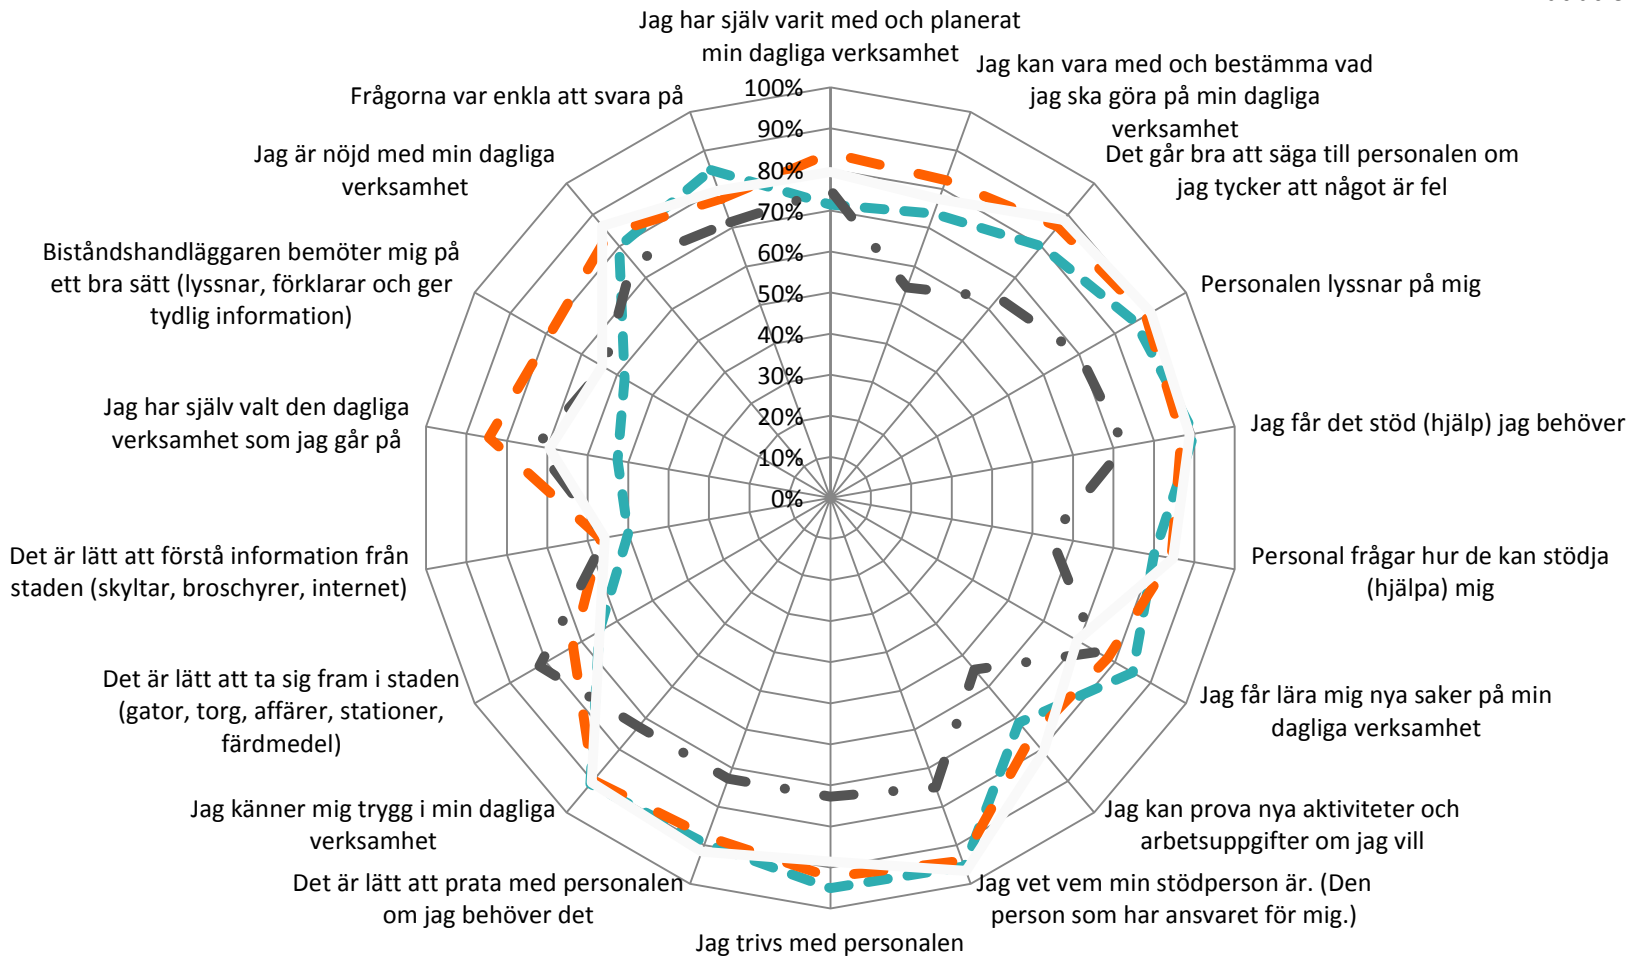 Jag har själv varit med och planerat
min dagliga verksamhet
Jag kan vara med och bestämma vad
jag ska göra på min dagliga
verksamhet
Det går bra att säga till personalen om
jag tycker att något är fel
Personalen lyssnar på mig
Jag får det stöd (hjälp) jag behöver
Personal frågar hur de kan stödja
(hjälpa) mig
Jag får lära mig nya saker på min
dagliga verksamhet
Jag kan prova nya aktiviteter och
arbetsuppgifter om jag vill
Jag vet vem min stödperson är. (Den
person som har ansvaret för mig.)
Jag trivs med personalen
Det är lätt att prata med personalen
om jag behöver det
Jag känner mig trygg i min dagliga
verksamhet
Det är lätt att ta sig fram i staden
(gator, torg, affärer, stationer,
färdmedel)
Det är lätt att förstå information från
staden (skyltar, broschyrer, internet)
Jag har själv valt den dagliga
verksamhet som jag går på
Biståndshandläggaren bemöter mig på
ett bra sätt (lyssnar, förklarar och ger
tydlig information)
Jag är nöjd med min dagliga
verksamhet
Frågorna var enkla att svara på
100%
90%
80%
70%
60%
50%
40%
30%
20%
10%
0%